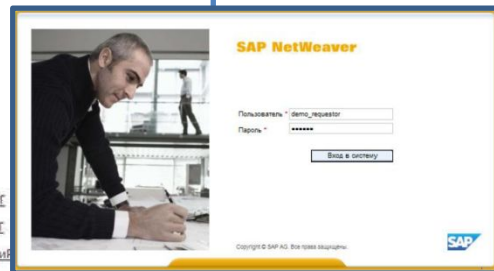 SAP NetWeaver
Пользователь * demo_requestor
Пароль * ••••••
Вход в систему
Copyright © SAP AG. Все права защищены.
SAP